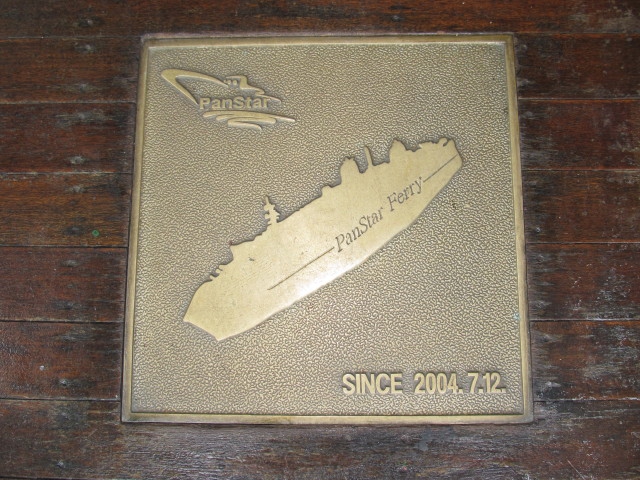 PanStar
PanStar Ferry
SINCE 2004. 7.12.